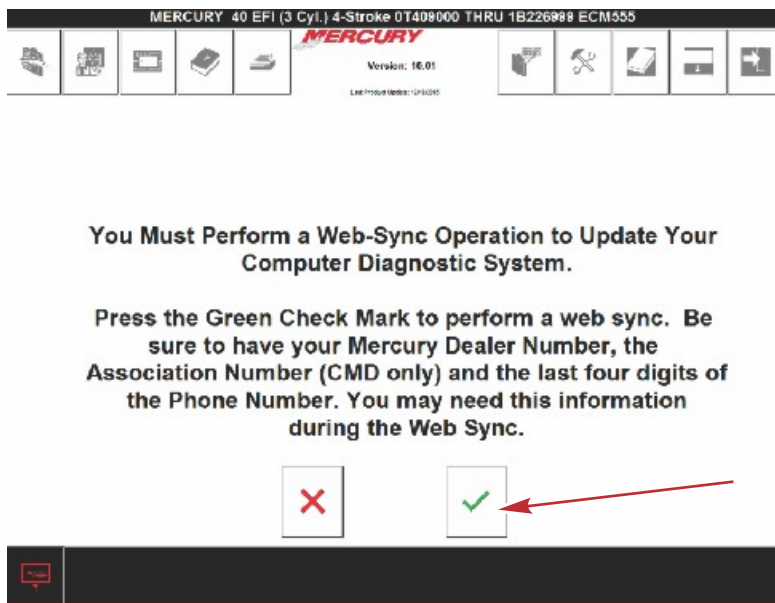 MERCURY 40 EFI (3 Cyl.) 4-Stroke 0T409000 THRU 1B226999 ECM555
MERCURY
Version: 10.01
Last Product Update:
You Must Perform a Web-Sync Operation to Update Your
Computer Diagnostic System.
Press the Green Check Mark to perform a web sync. Be
sure to have your Mercury Dealer Number, the
Association Number (CMD only) and the last four digits of
the Phone Number. You may need this information
during the Web Sync.